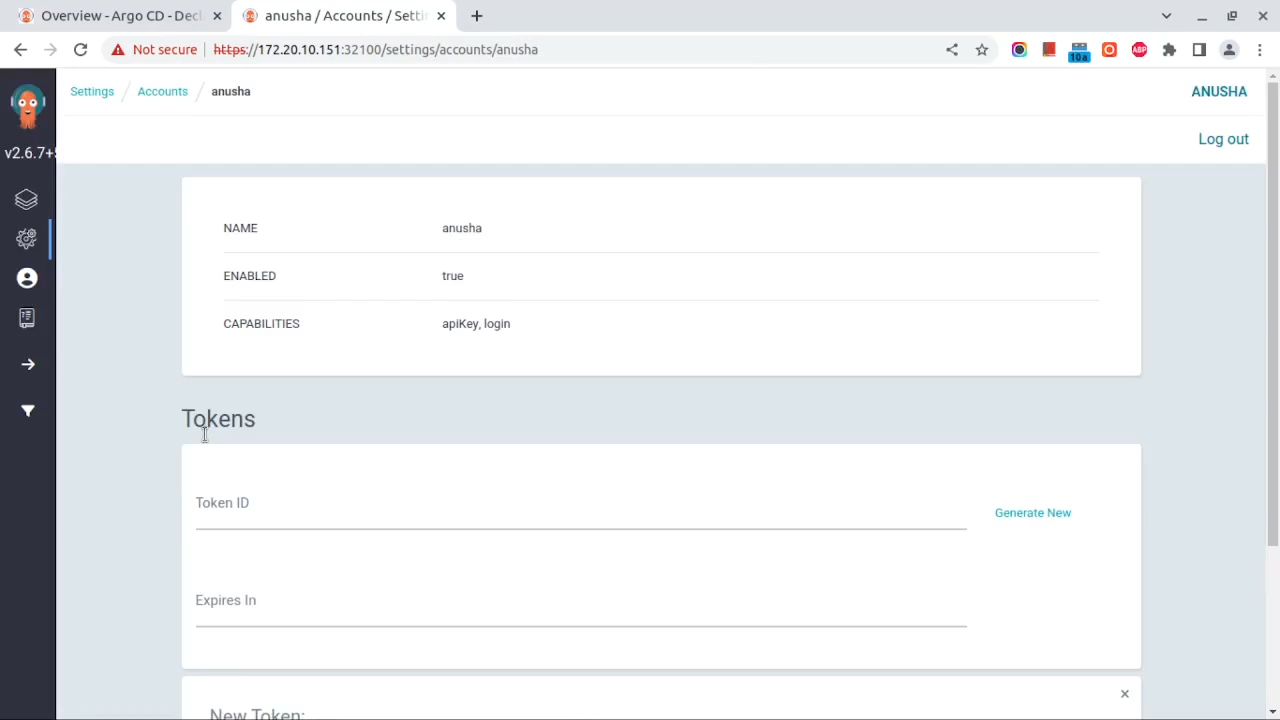 Overview - Argo CD - Decl
anusha / Accounts / Setti
Not secure https://172.20.10.151:32100/settings/accounts/anusha
10a
ABP
Settings / Accounts / anusha
ANUSHA
v2.6.7+
Log out
NAME anusha
ENABLED true
CAPABILITIES apiKey, login
Tokens
Token ID
Generate New
Expires In
New Token: